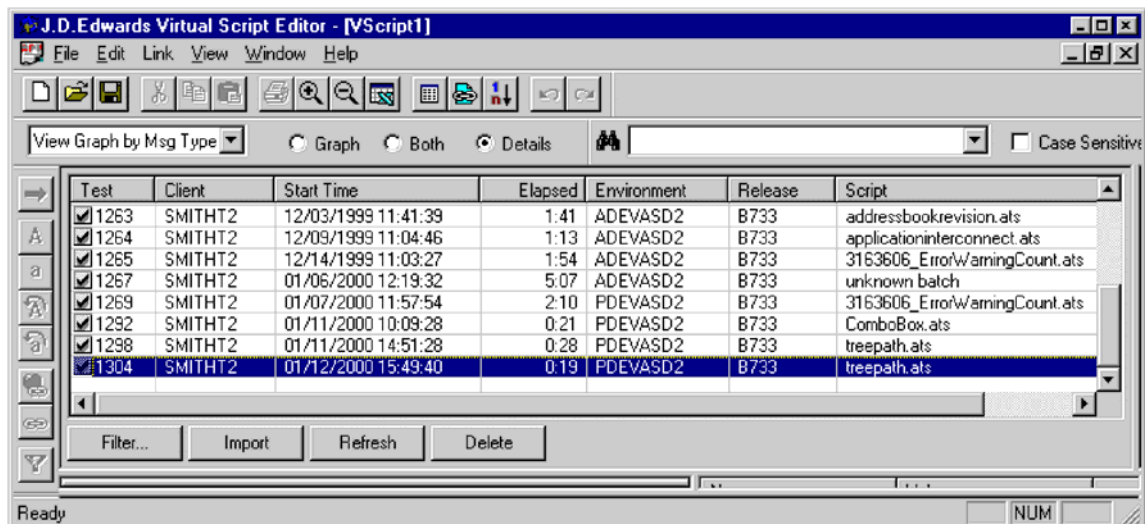 J.D.Edwards Virtual Script Editor - [VScript1]
File Edit Link View Window Help
View Graph by Msg Type Graph Both Details Case Sensitive
Test Client Start Time Elapsed Environment Release Script
1263 SMITHT2 12/03/1999 11:41:39 1:41 ADEVASD2 B733 addressbookrevision.ats
1264 SMITHT2 12/09/1999 11:04:46 1:13 ADEVASD2 B733 applicationinterconnect.ats
1265 SMITHT2 12/14/1999 11:03:27 1:54 ADEVASD2 B733 3163606_ErrorWarningCount.ats
1267 SMITHT2 01/06/2000 12:19:32 5:07 ADEVASD2 B733 unknown batch
1269 SMITHT2 01/07/2000 11:57:54 2:10 PDEVASD2 B733 3163606_ErrorWarningCount.ats
1292 SMITHT2 01/11/2000 10:09:28 0:21 PDEVASD2 B733 ComboBox.ats
1298 SMITHT2 01/11/2000 14:51:28 0:28 PDEVASD2 B733 treepath.ats
1304 SMITHT2 01/12/2000 15:49:40 0:19 PDEVASD2 B733 treepath.ats
Filter... Import Refresh Delete
Ready NUM